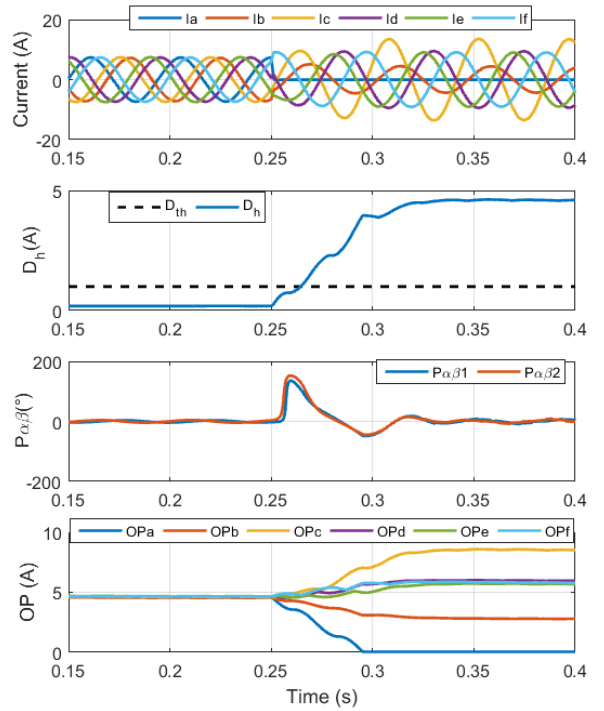 Ia Ib Ic Id Ie If
Current (A)
20
0
-20
0.15 0.2 0.25 0.3 0.35 0.4
D_th D_h
D_h(A)
5
0
0.15 0.2 0.25 0.3 0.35 0.4
Pαβ1 Pαβ2
Pαβ(°)
200
0
-200
0.15 0.2 0.25 0.3 0.35 0.4
OPa OPb OPc OPd OPe OPf
OP (A)
10
5
0
0.15 0.2 0.25 0.3 0.35 0.4
Time (s)